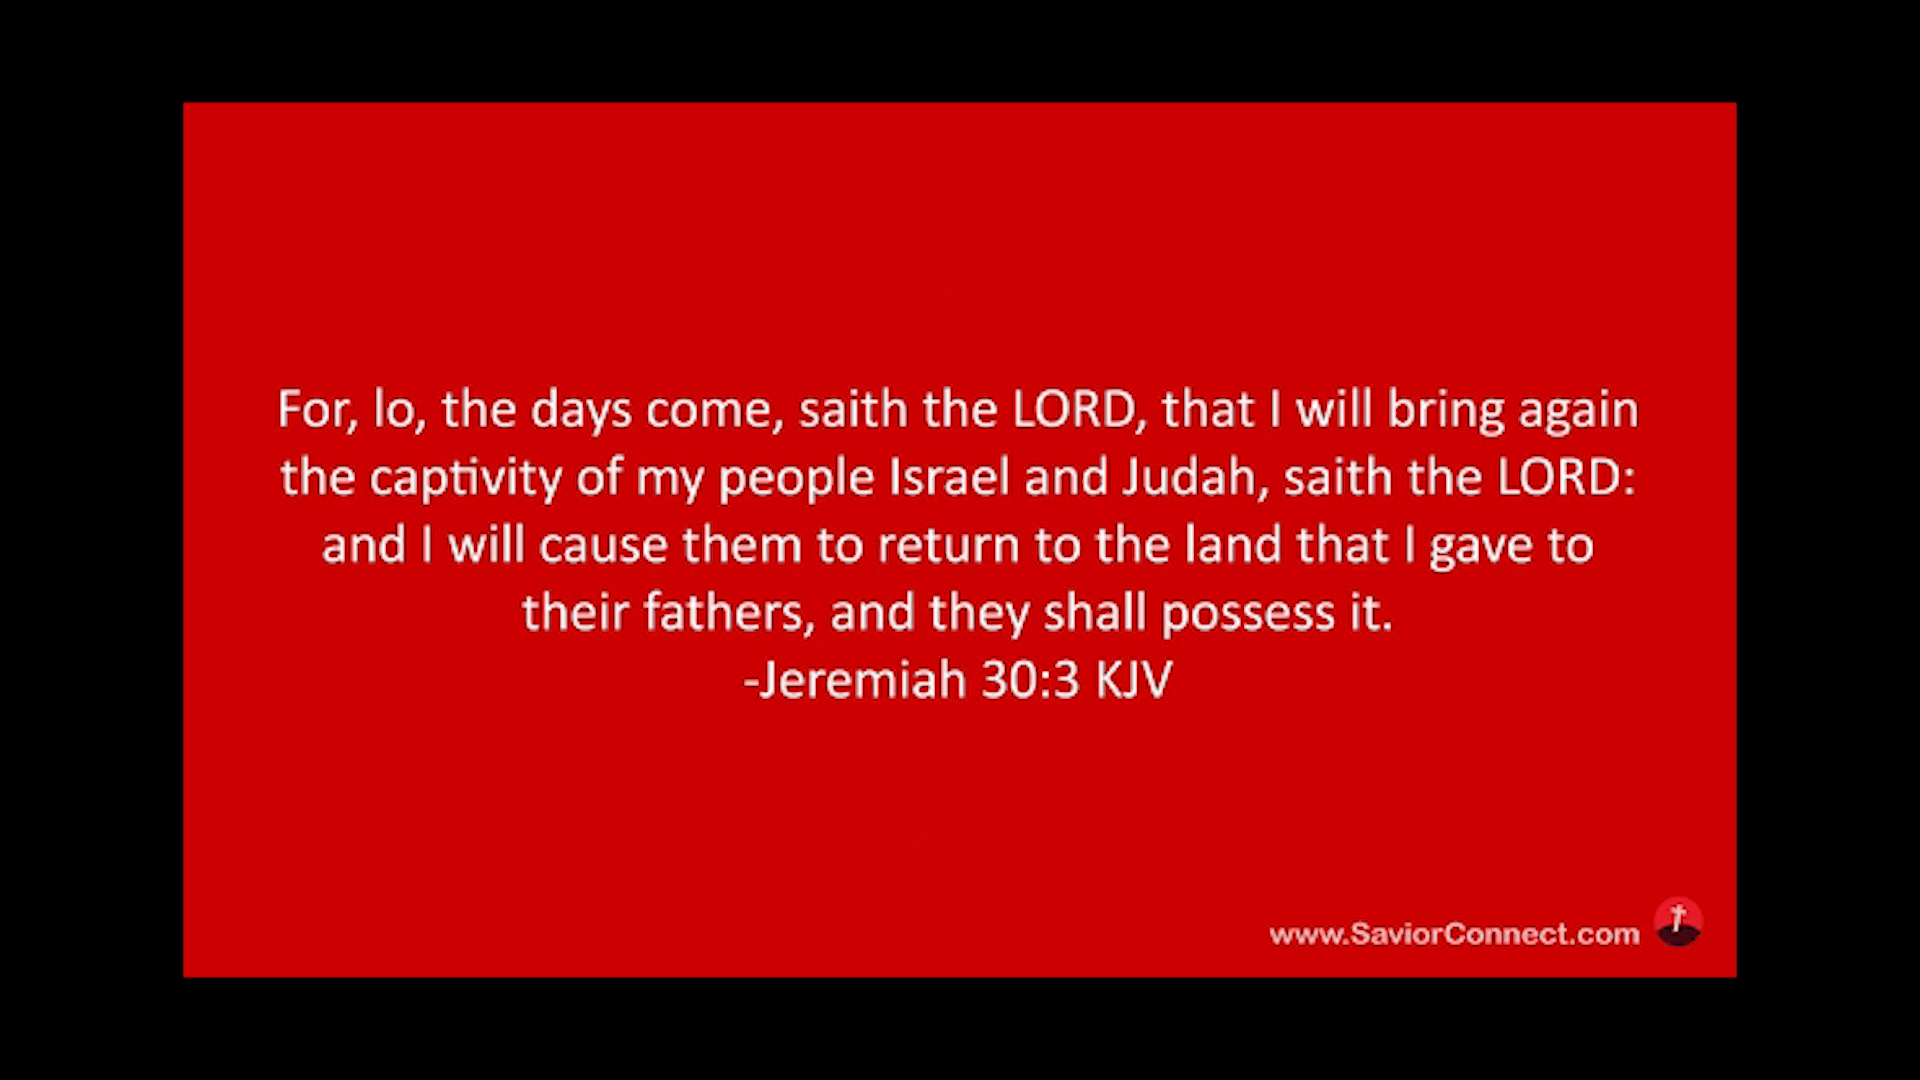 For, lo, the days come, saith the LORD, that I will bring again
the captivity of my people Israel and Judah, saith the LORD:
and I will cause them to return to the land that I gave to
their fathers, and they shall possess it.
-Jeremiah 30:3 KJV
www.SaviorConnect.com